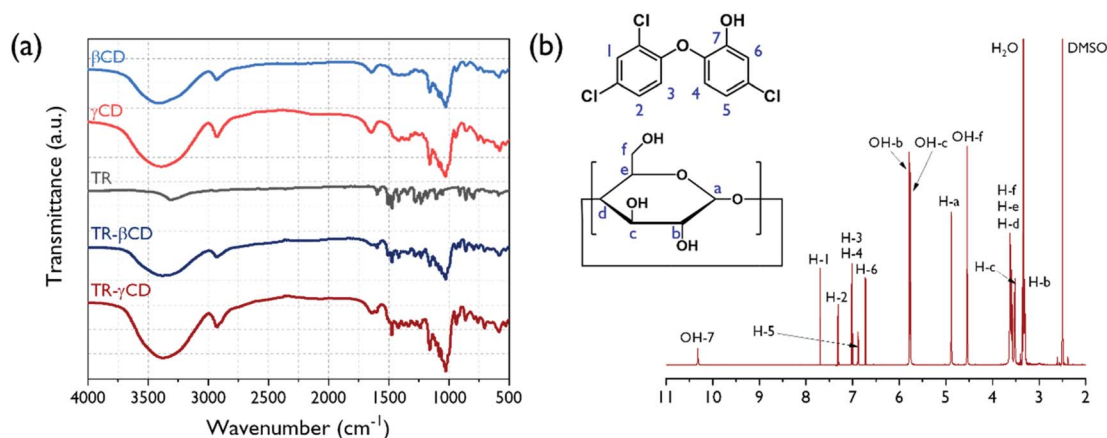 (a)
βCD
γCD
TR
TR-βCD
TR-γCD
Transmittance (a.u.)
4000 3500 3000 2500 2000 1500 1000 500
Wavenumber (cm⁻¹)
(b)
Cl
OH
1
7
6
O
Cl
3
4
Cl
2
5
OH
f
e
O
a
OH
O
d
c
b
OH
H₂O
DMSO
OH-b
OH-c
OH-f
H-a
H-f
H-e
H-d
H-1
H-3
H-4
H-6
H-2
H-c
H-b
H-5
OH-7
11 10 9 8 7 6 5 4 3 2